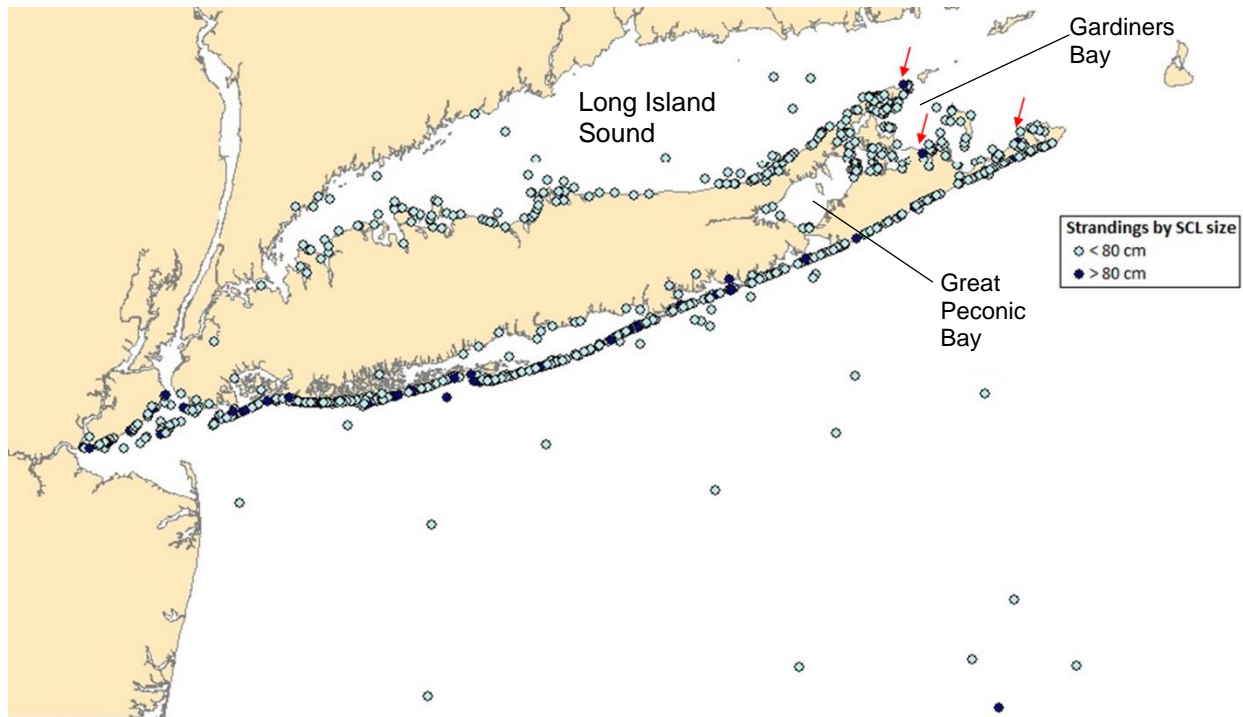 Gardiners
Bay
Long Island
Sound
Strandings by SCL size
< 80 cm
> 80 cm
Great
Peconic
Bay